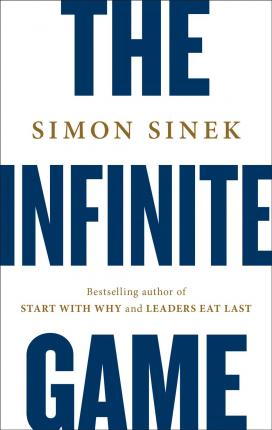 THE
SIMON SINEK
INFINITE
Bestselling author of
START WITH WHY and LEADERS EAT LAST
GAME